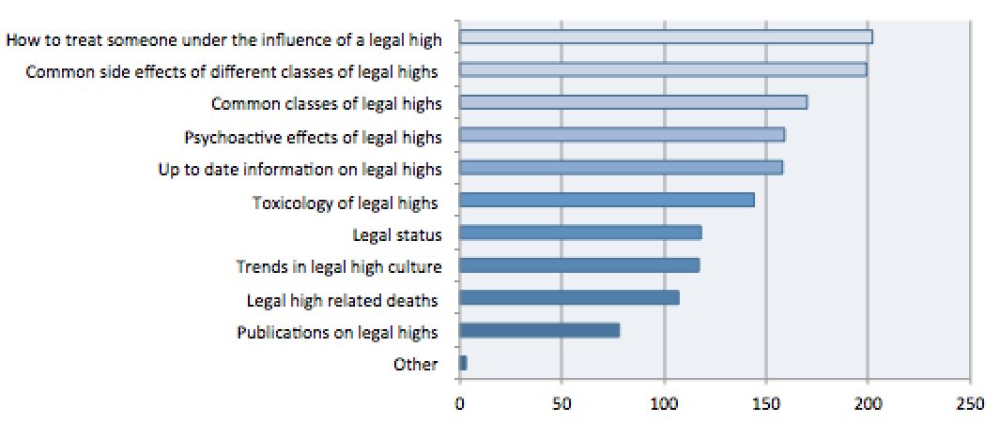 How to treat someone under the influence of a legal high
Common side effects of different classes of legal highs
Common classes of legal highs
Psychoactive effects of legal highs
Up to date information on legal highs
Toxicology of legal highs
Legal status
Trends in legal high culture
Legal high related deaths
Publications on legal highs
Other
0 50 100 150 200 250